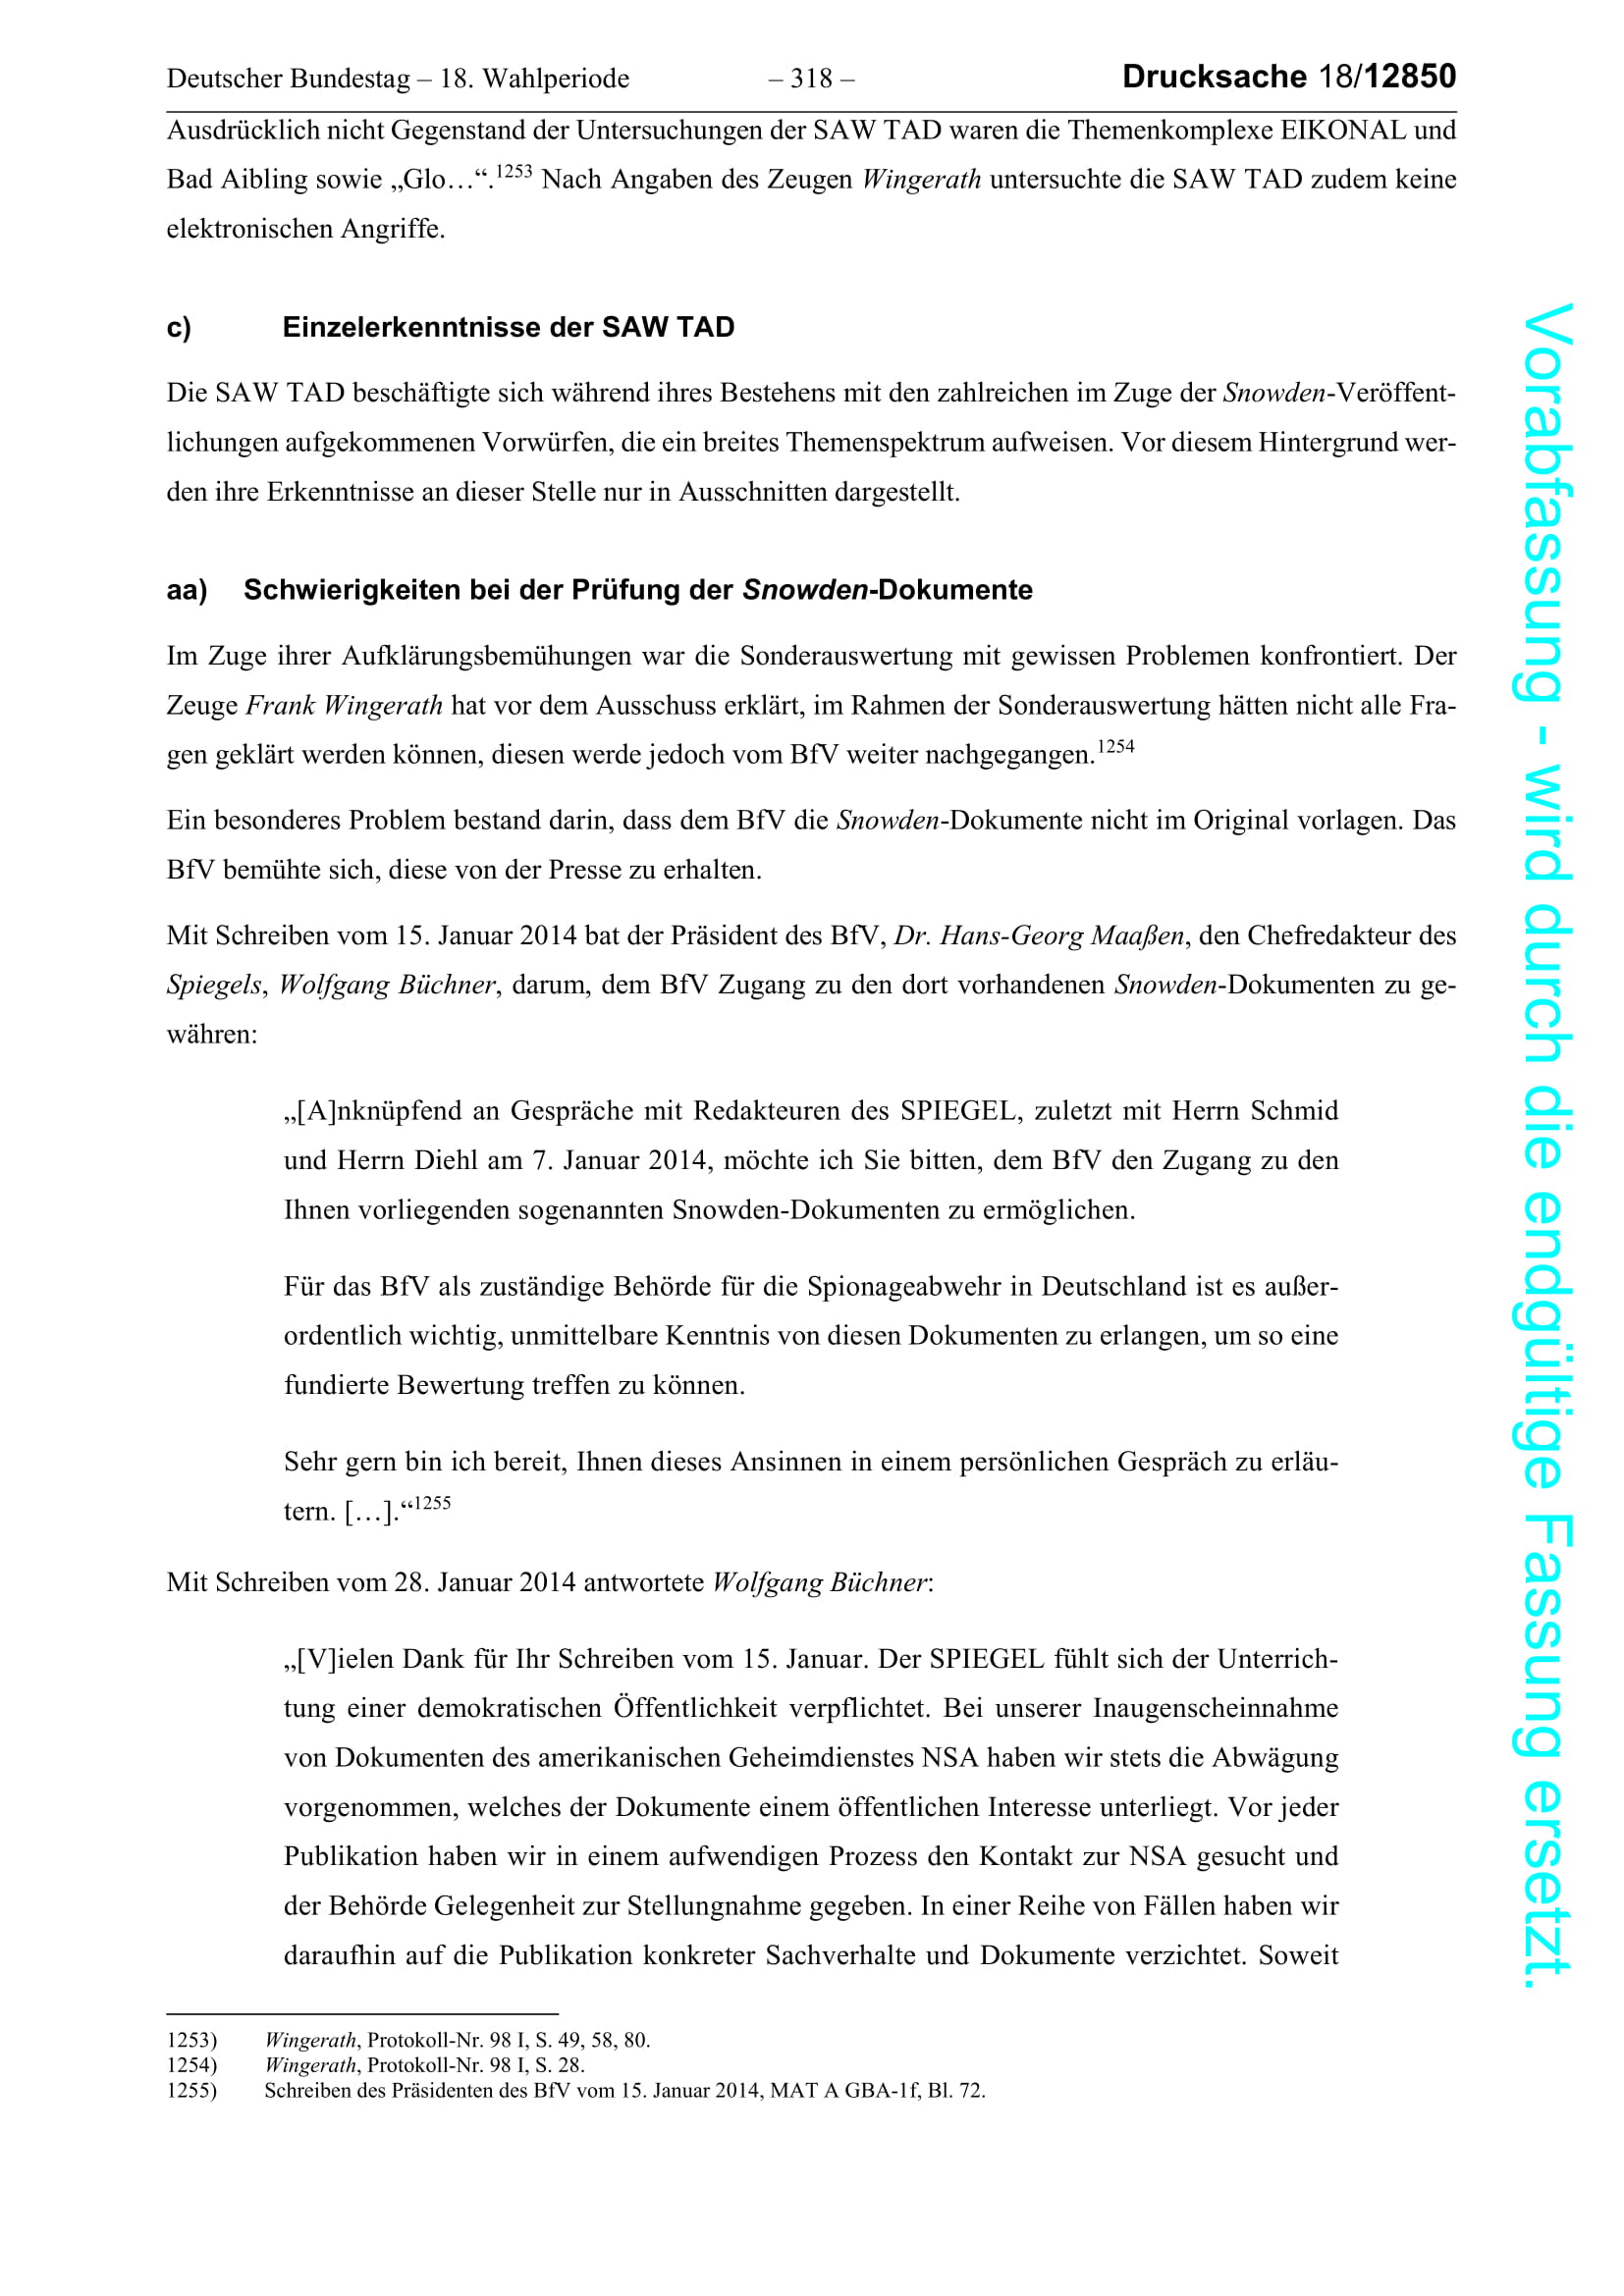 Deutscher Bundestag – 18. Wahlperiode – 318 – Drucksache 18/12850
Ausdrücklich nicht Gegenstand der Untersuchungen der SAW TAD waren die Themenkomplexe EIKONAL und
Bad Aibling sowie „Glo…“.1253 Nach Angaben des Zeugen Wingerath untersuchte die SAW TAD zudem keine
elektronischen Angriffe.
c) Einzelerkenntnisse der SAW TAD
Die SAW TAD beschäftigte sich während ihres Bestehens mit den zahlreichen im Zuge der Snowden-Veröffent-
lichungen aufgekommenen Vorwürfen, die ein breites Themenspektrum aufweisen. Vor diesem Hintergrund wer-
den ihre Erkenntnisse an dieser Stelle nur in Ausschnitten dargestellt.
aa) Schwierigkeiten bei der Prüfung der Snowden-Dokumente
Im Zuge ihrer Aufklärungsbemühungen war die Sonderauswertung mit gewissen Problemen konfrontiert. Der
Zeuge Frank Wingerath hat vor dem Ausschuss erklärt, im Rahmen der Sonderauswertung hätten nicht alle Fra-
gen geklärt werden können, diesen werde jedoch vom BfV weiter nachgegangen.1254
Ein besonderes Problem bestand darin, dass dem BfV die Snowden-Dokumente nicht im Original vorlagen. Das
BfV bemühte sich, diese von der Presse zu erhalten.
Mit Schreiben vom 15. Januar 2014 bat der Präsident des BfV, Dr. Hans-Georg Maaßen, den Chefredakteur des
Spiegels, Wolfgang Büchner, darum, dem BfV Zugang zu den dort vorhandenen Snowden-Dokumenten zu ge-
währen:
„[A]nknüpfend an Gespräche mit Redakteuren des SPIEGEL, zuletzt mit Herrn Schmid
und Herrn Diehl am 7. Januar 2014, möchte ich Sie bitten, dem BfV den Zugang zu den
Ihnen vorliegenden sogenannten Snowden-Dokumenten zu ermöglichen.
Für das BfV als zuständige Behörde für die Spionageabwehr in Deutschland ist es außer-
ordentlich wichtig, unmittelbare Kenntnis von diesen Dokumenten zu erlangen, um so eine
fundierte Bewertung treffen zu können.
Sehr gern bin ich bereit, Ihnen dieses Ansinnen in einem persönlichen Gespräch zu erläu-
tern. […].“1255
Mit Schreiben vom 28. Januar 2014 antwortete Wolfgang Büchner:
„[V]ielen Dank für Ihr Schreiben vom 15. Januar. Der SPIEGEL fühlt sich der Unterrich-
tung einer demokratischen Öffentlichkeit verpflichtet. Bei unserer Inaugenscheinnahme
von Dokumenten des amerikanischen Geheimdienstes NSA haben wir stets die Abwägung
vorgenommen, welches der Dokumente einem öffentlichen Interesse unterliegt. Vor jeder
Publikation haben wir in einem aufwendigen Prozess den Kontakt zur NSA gesucht und
der Behörde Gelegenheit zur Stellungnahme gegeben. In einer Reihe von Fällen haben wir
daraufhin auf die Publikation konkreter Sachverhalte und Dokumente verzichtet. Soweit
1253) Wingerath, Protokoll-Nr. 98 I, S. 49, 58, 80.
1254) Wingerath, Protokoll-Nr. 98 I, S. 28.
1255) Schreiben des Präsidenten des BfV vom 15. Januar 2014, MAT A GBA-1f, Bl. 72.
Vorabfassung - wird durch die endgültige Fassung ersetzt.